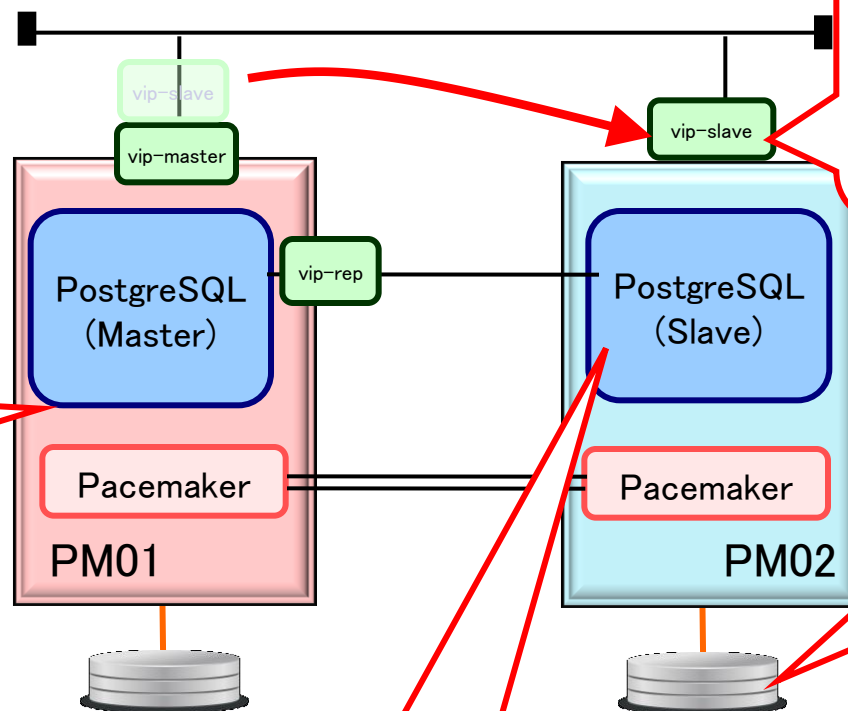 vip-slave
vip-master
vip-slave
PostgreSQL
(Master)
vip-rep
PostgreSQL
(Slave)
Pacemaker
Pacemaker
PM01
PM02